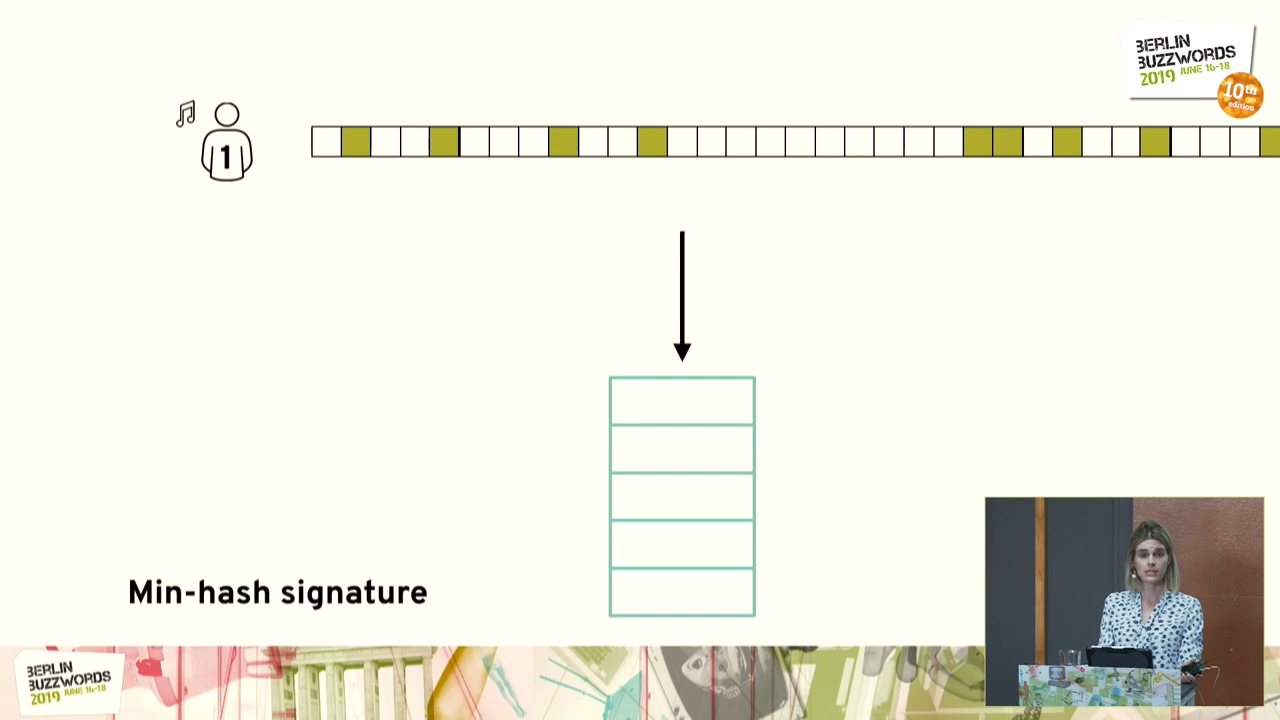 BERLIN
BUZZWORDS
2019 JUNE 16-18
10th
edition
1
Min-hash signature
BERLIN
BUZZWORDS
2019 JUNE 16-18